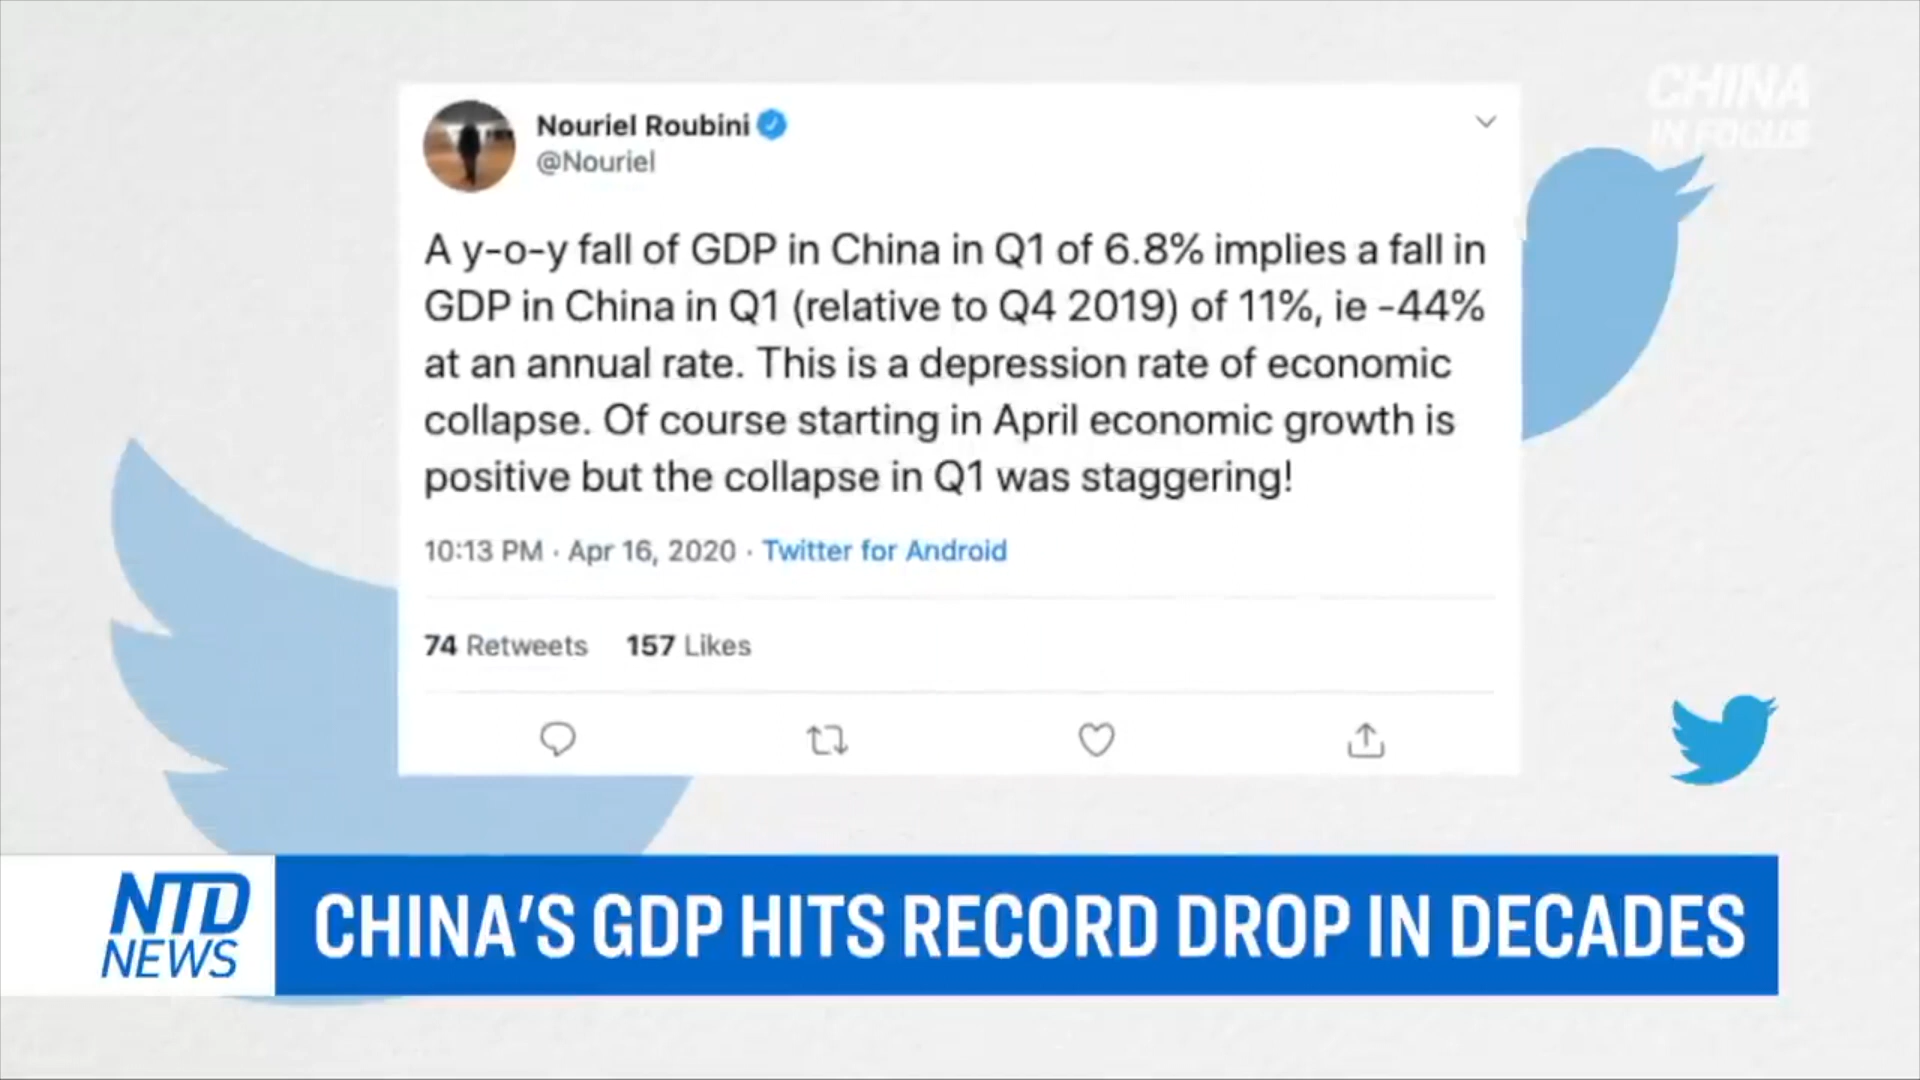 CHINA
IN FOCUS
Nouriel Roubini
@Nouriel
A y-o-y fall of GDP in China in Q1 of 6.8% implies a fall in
GDP in China in Q1 (relative to Q4 2019) of 11%, ie -44%
at an annual rate. This is a depression rate of economic
collapse. Of course starting in April economic growth is
positive but the collapse in Q1 was staggering!
10:13 PM · Apr 16, 2020 · Twitter for Android
74 Retweets 157 Likes
NTD
NEWS
CHINA'S GDP HITS RECORD DROP IN DECADES